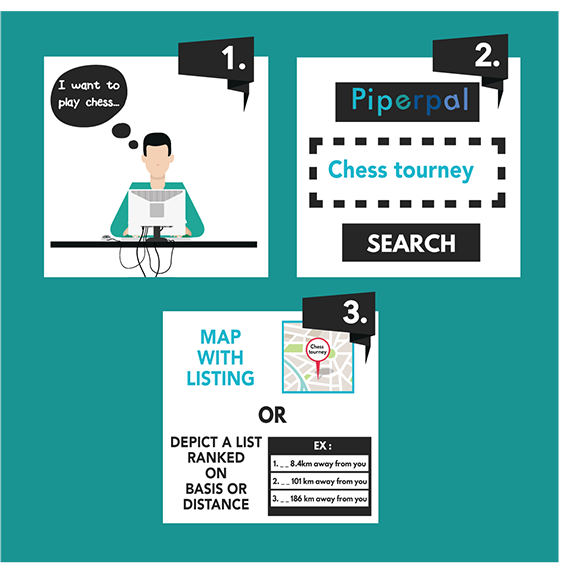 1.
I want to
play chess...
2.
Piperpal
Chess tourney
SEARCH
3.
MAP
WITH
LISTING
Chess
tourney
OR
DEPICT A LIST
RANKED
ON
BASIS OR
DISTANCE
EX :
1. _ _ 8.4km away from you
2. _ _ 101 km away from you
3. _ _ 186 km away from you